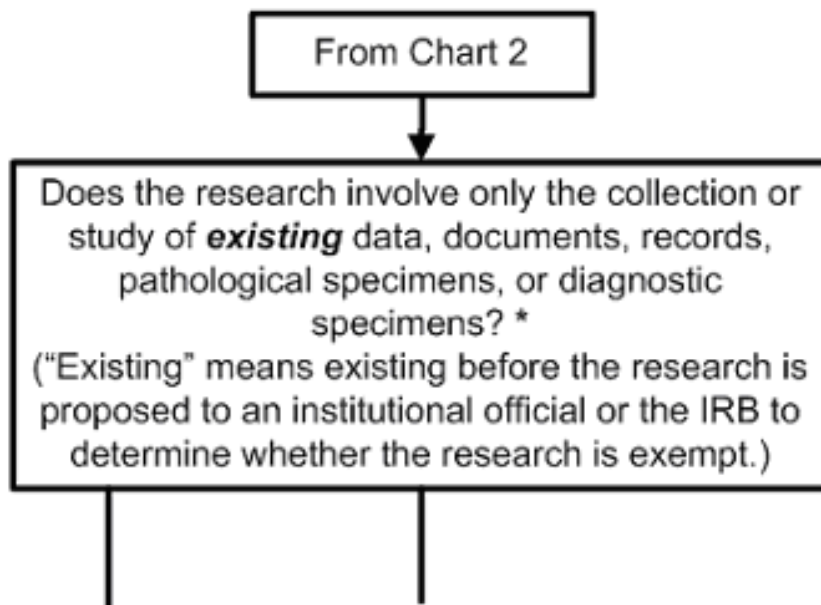 From Chart 2
Does the research involve only the collection or
study of existing data, documents, records,
pathological specimens, or diagnostic
specimens? *
(“Existing” means existing before the research is
proposed to an institutional official or the IRB to
determine whether the research is exempt.)